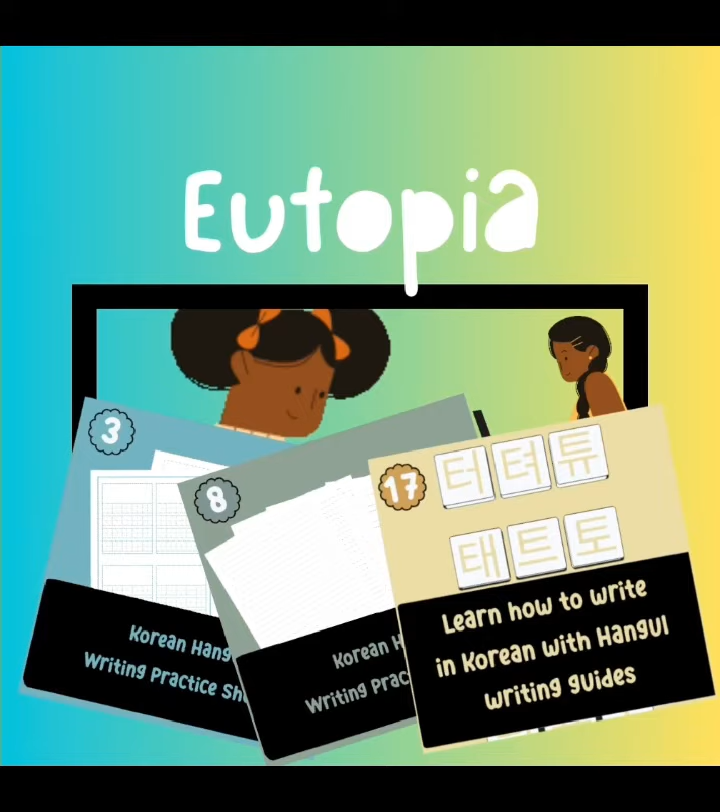 Eutopia
3
8
17
터 텨 튜
태 트 토
Korean Hang
Writing Practice Sh
Korean H
Writing Prac
Learn how to write
in Korean with Hangul
writing guides